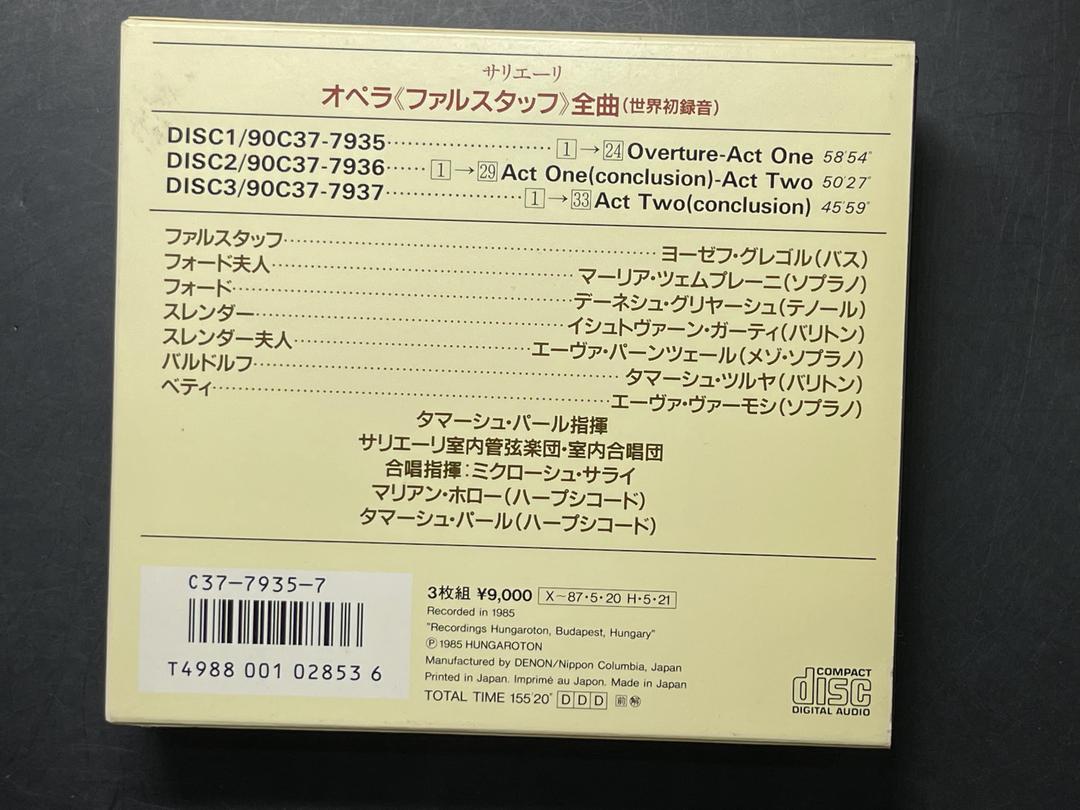 サリエーリ
オペラ《ファルスタッフ》全曲(世界初録音)
DISC1/90C37-7935 1→24 Overture-Act One 58'54"
DISC2/90C37-7936 1→29 Act One(conclusion)-Act Two 50'27"
DISC3/90C37-7937 1→33 Act Two(conclusion) 45'59"
ファルスタッフ ヨーゼフ・グレゴル(バス)
フォード夫人 マーリア・ツェムプレーニ(ソプラノ)
フォード デーネシュ・グリヤーシュ(テノール)
スレンダー イシュトヴァーン・ガーティ(バリトン)
スレンダー夫人 エーヴァ・パーンツェール(メゾ・ソプラノ)
バルドルフ タマーシュ・ツルヤ(バリトン)
ベティ エーヴァ・ヴァーモシ(ソプラノ)
タマーシュ・パール指揮
サリエーリ室内管弦楽団・室内合唱団
合唱指揮:ミクローシュ・サライ
マリアン・ホロー(ハープシコード)
タマーシュ・パール(ハープシコード)
C37-7935-7
T4988 001 02853 6
3枚組 ¥9,000 X-87・5・20 H・5・21
Recorded in 1985
"Recordings Hungaroton, Budapest, Hungary"
Ⓟ1985 HUNGAROTON
Manufactured by DENON/Nippon Columbia, Japan
Printed in Japan. Imprimé au Japon. Made in Japan
TOTAL TIME 155'20" DDD 前 解
COMPACT
disc
DIGITAL AUDIO